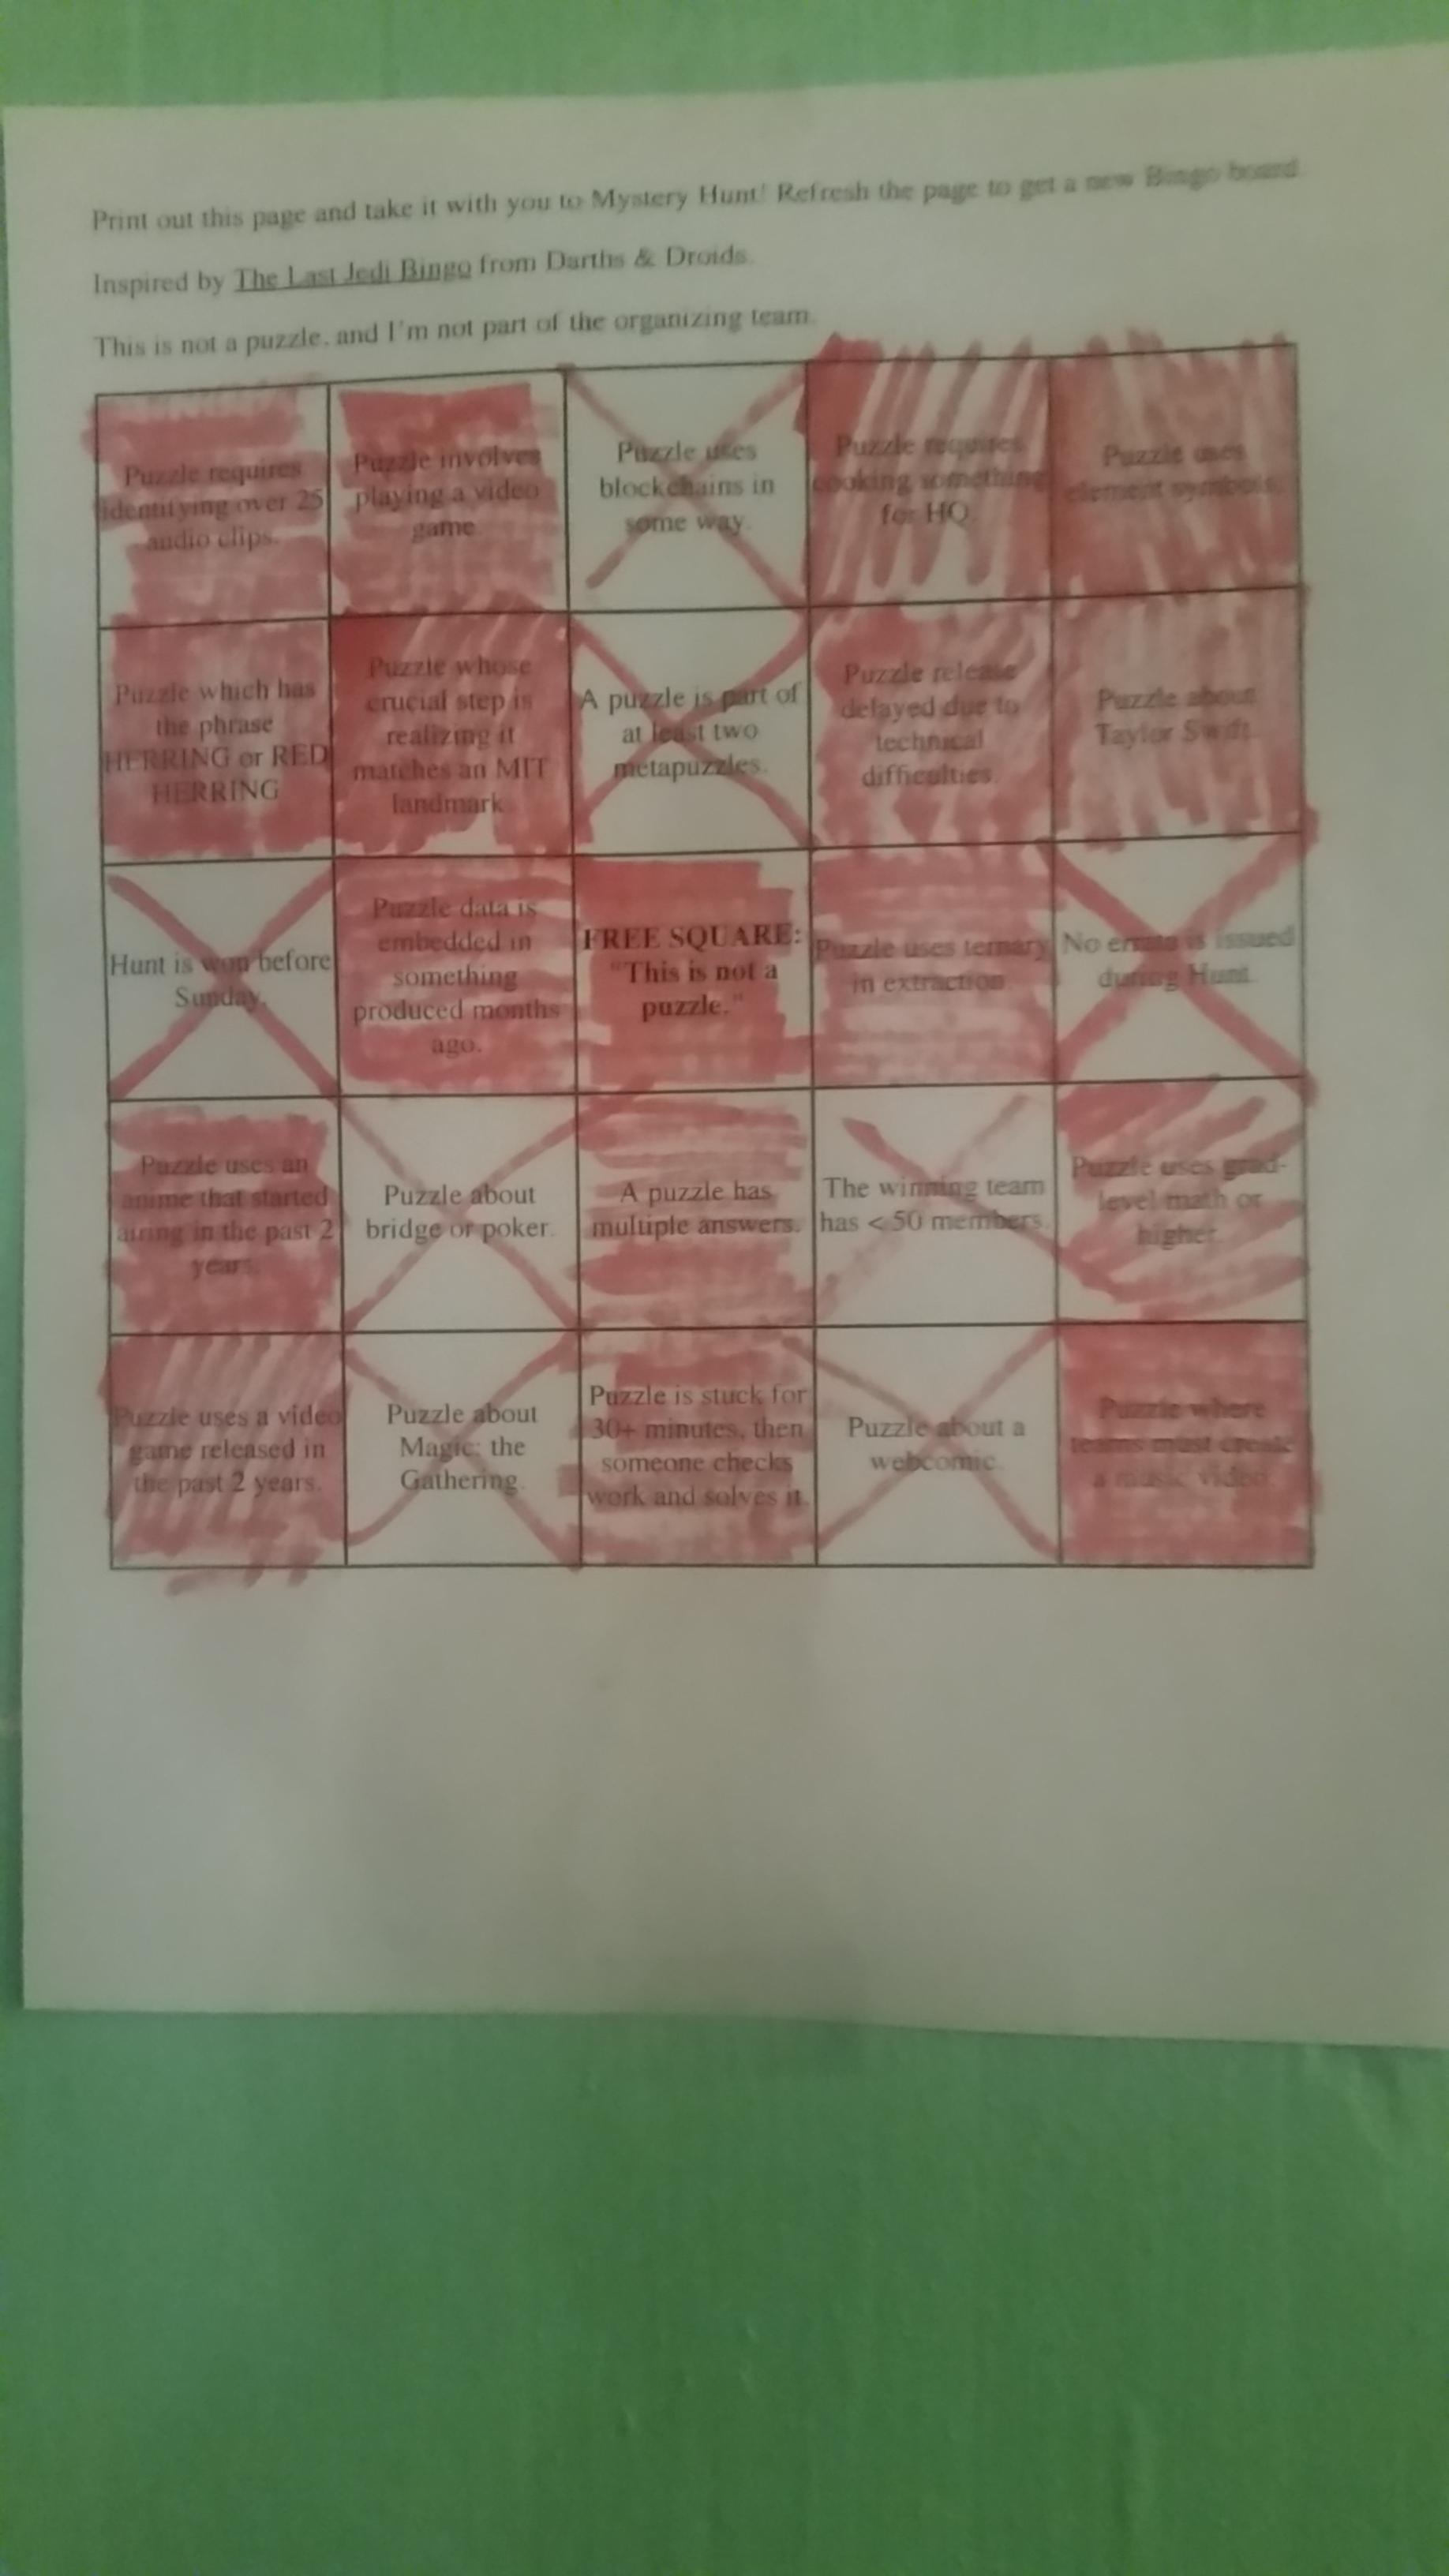 Print out this page and take it with you to Mystery Hunt! Refresh the page to get a new Bingo board.
Inspired by The Last Jedi Bingo from Darths & Droids.
This is not a puzzle, and I'm not part of the organizing team.
Puzzle requires
identifying over 25
audio clips.
Puzzle involves
playing a video
game.
Puzzle uses
blockchains in
some way.
Puzzle requires
cooking something
for HQ.
Puzzle uses
element symbols.
Puzzle which has
the phrase
HERRING or RED
HERRING
Puzzle whose
crucial step is
realizing it
matches an MIT
landmark.
A puzzle is part of
at least two
metapuzzles.
Puzzle release
delayed due to
technical
difficulties.
Puzzle about
Taylor Swift.
Hunt is won before
Sunday.
Puzzle data is
embedded in
something
produced months
ago.
FREE SQUARE:
"This is not a
puzzle."
Puzzle uses ternary
in extraction.
No errata is issued
during Hunt.
Puzzle uses an
anime that started
airing in the past 2
years.
Puzzle about
bridge or poker.
A puzzle has
multiple answers.
The winning team
has < 50 members.
Puzzle uses grad-
level math or
higher.
Puzzle uses a video
game released in
the past 2 years.
Puzzle about
Magic: the
Gathering.
Puzzle is stuck for
30+ minutes, then
someone checks
work and solves it.
Puzzle about a
webcomic.
Puzzle where
teams must create
a music video.